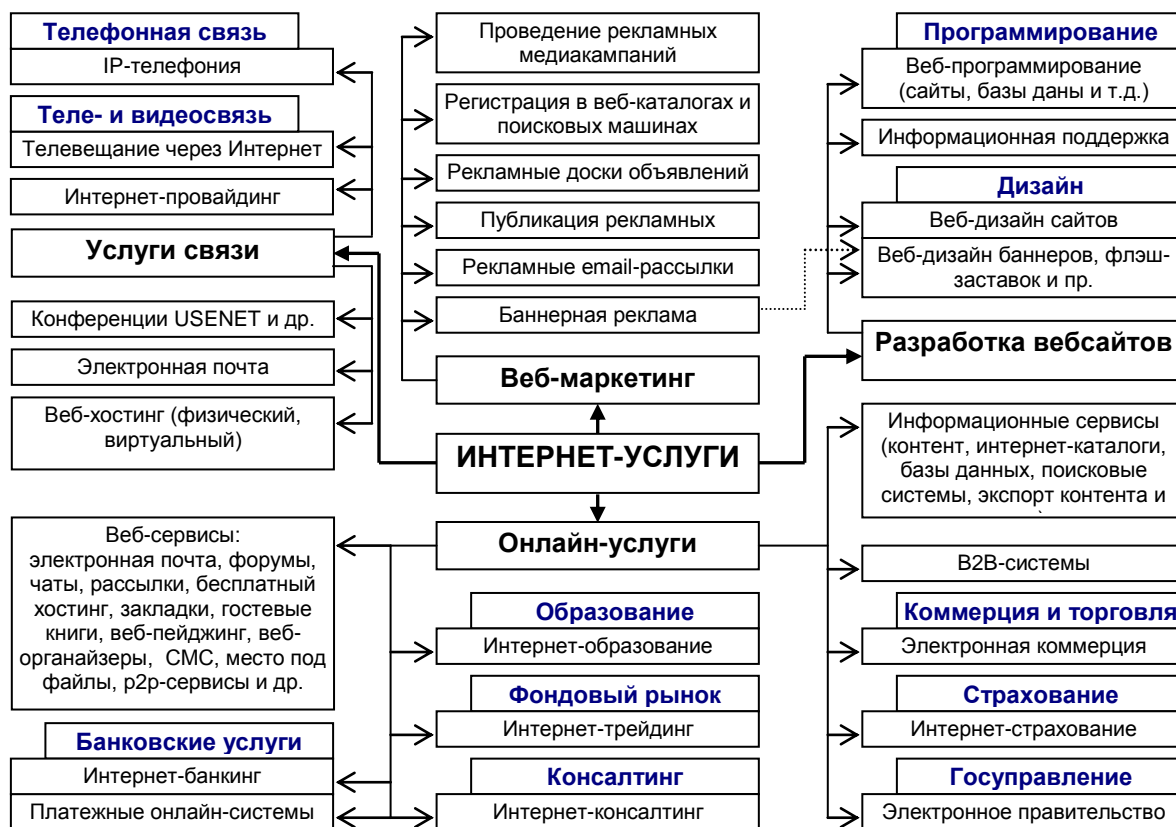 Телефонная связь
IP-телефония
Теле- и видеосвязь
Телевещание через Интернет
Интернет-провайдинг
Услуги связи
Конференции USENET и др.
Электронная почта
Веб-хостинг (физический,
виртуальный)
Проведение рекламных
медиакампаний
Регистрация в веб-каталогах и
поисковых машинах
Рекламные доски объявлений
Публикация рекламных
Рекламные email-рассылки
Баннерная реклама
Веб-маркетинг
ИНТЕРНЕТ-УСЛУГИ
Онлайн-услуги
Программирование
Веб-программирование
(сайты, базы даны и т.д.)
Информационная поддержка
Дизайн
Веб-дизайн сайтов
Веб-дизайн баннеров, флэш-
заставок и пр.
Разработка вебсайтов
Информационные сервисы
(контент, интернет-каталоги,
базы данных, поисковые
системы, экспорт контента и
B2B-системы
Коммерция и торговля
Электронная коммерция
Страхование
Интернет-страхование
Госуправление
Электронное правительство
Веб-сервисы:
электронная почта, форумы,
чаты, рассылки, бесплатный
хостинг, закладки, гостевые
книги, веб-пейджинг, веб-
органайзеры, СМС, место под
файлы, p2p-сервисы и др.
Банковские услуги
Интернет-банкинг
Платежные онлайн-системы
Образование
Интернет-образование
Фондовый рынок
Интернет-трейдинг
Консалтинг
Интернет-консалтинг